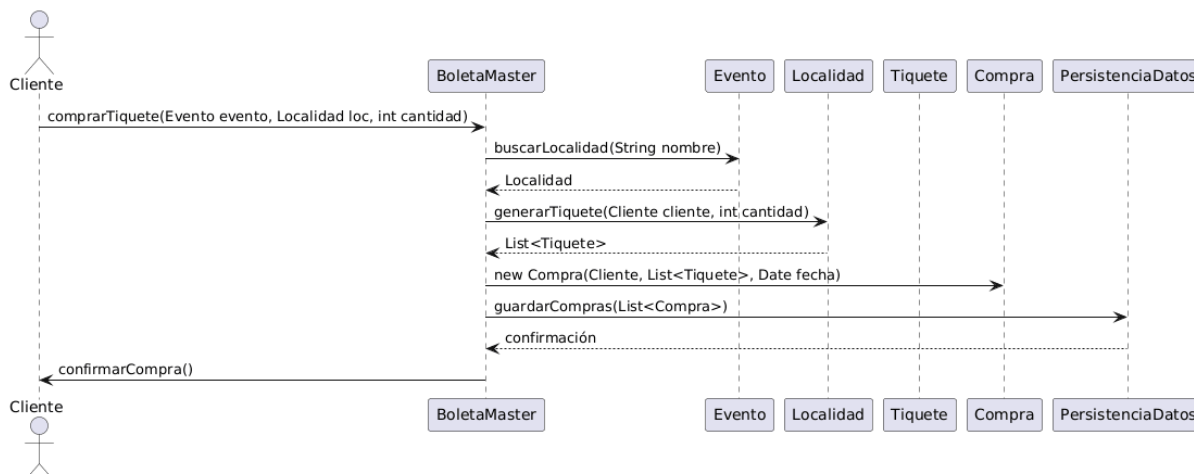 Cliente
BoletaMaster
Evento
Localidad
Tiquete
Compra
PersistenciaDatos
comprarTiquete(Evento evento, Localidad loc, int cantidad)
buscarLocalidad(String nombre)
Localidad
generarTiquete(Cliente cliente, int cantidad)
List<Tiquete>
new Compra(Cliente, List<Tiquete>, Date fecha)
guardarCompras(List<Compra>)
confirmación
confirmarCompra()
Cliente
BoletaMaster
Evento
Localidad
Tiquete
Compra
PersistenciaDatos